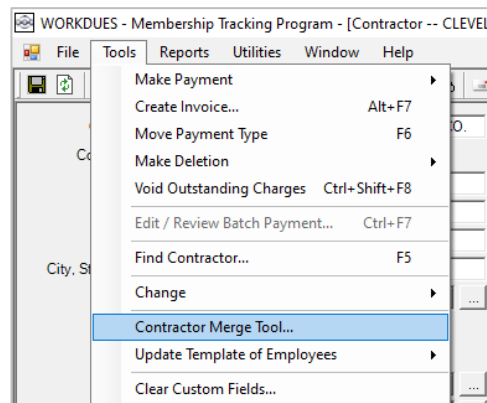 WORKDUES - Membership Tracking Program - [Contractor -- CLEVEL
File Tools Reports Utilities Window Help
Make Payment
Create Invoice... Alt+F7
Move Payment Type F6
Make Deletion
Void Outstanding Charges Ctrl+Shift+F8
Edit / Review Batch Payment... Ctrl+F7
Find Contractor... F5
Change
Contractor Merge Tool...
Update Template of Employees
Clear Custom Fields...
CO.
Co
City, St
...
...